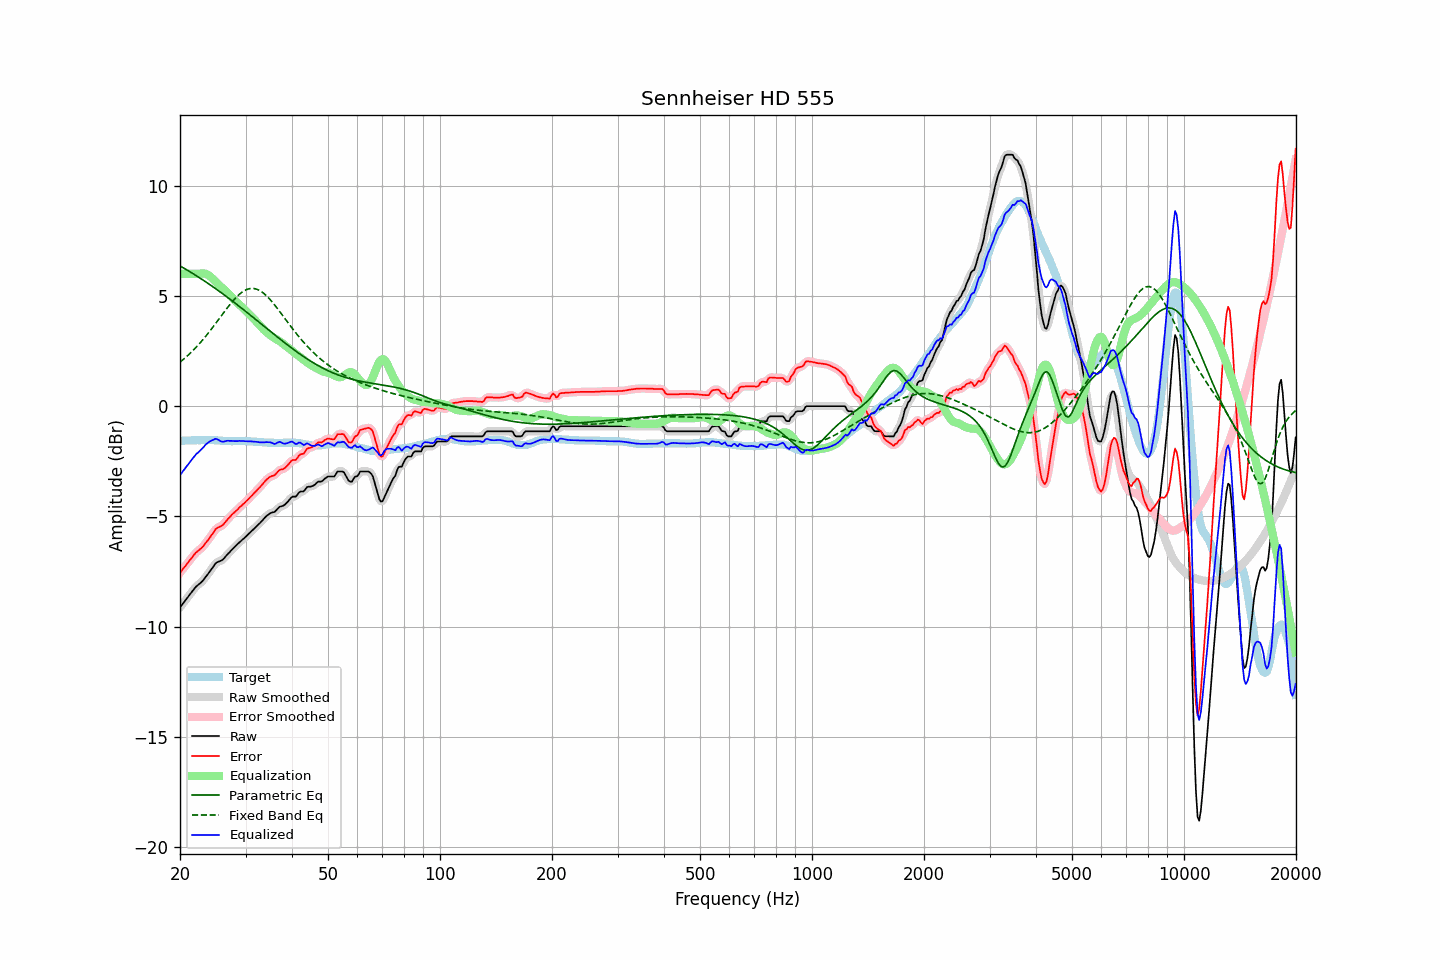 Sennheiser HD 555
10
5
0
−5
−10
−15
−20
Amplitude (dBr)
Target
Raw Smoothed
Error Smoothed
Raw
Error
Equalization
Parametric Eq
Fixed Band Eq
Equalized
20 50 100 200 500 1000 2000 5000 10000 20000
Frequency (Hz)